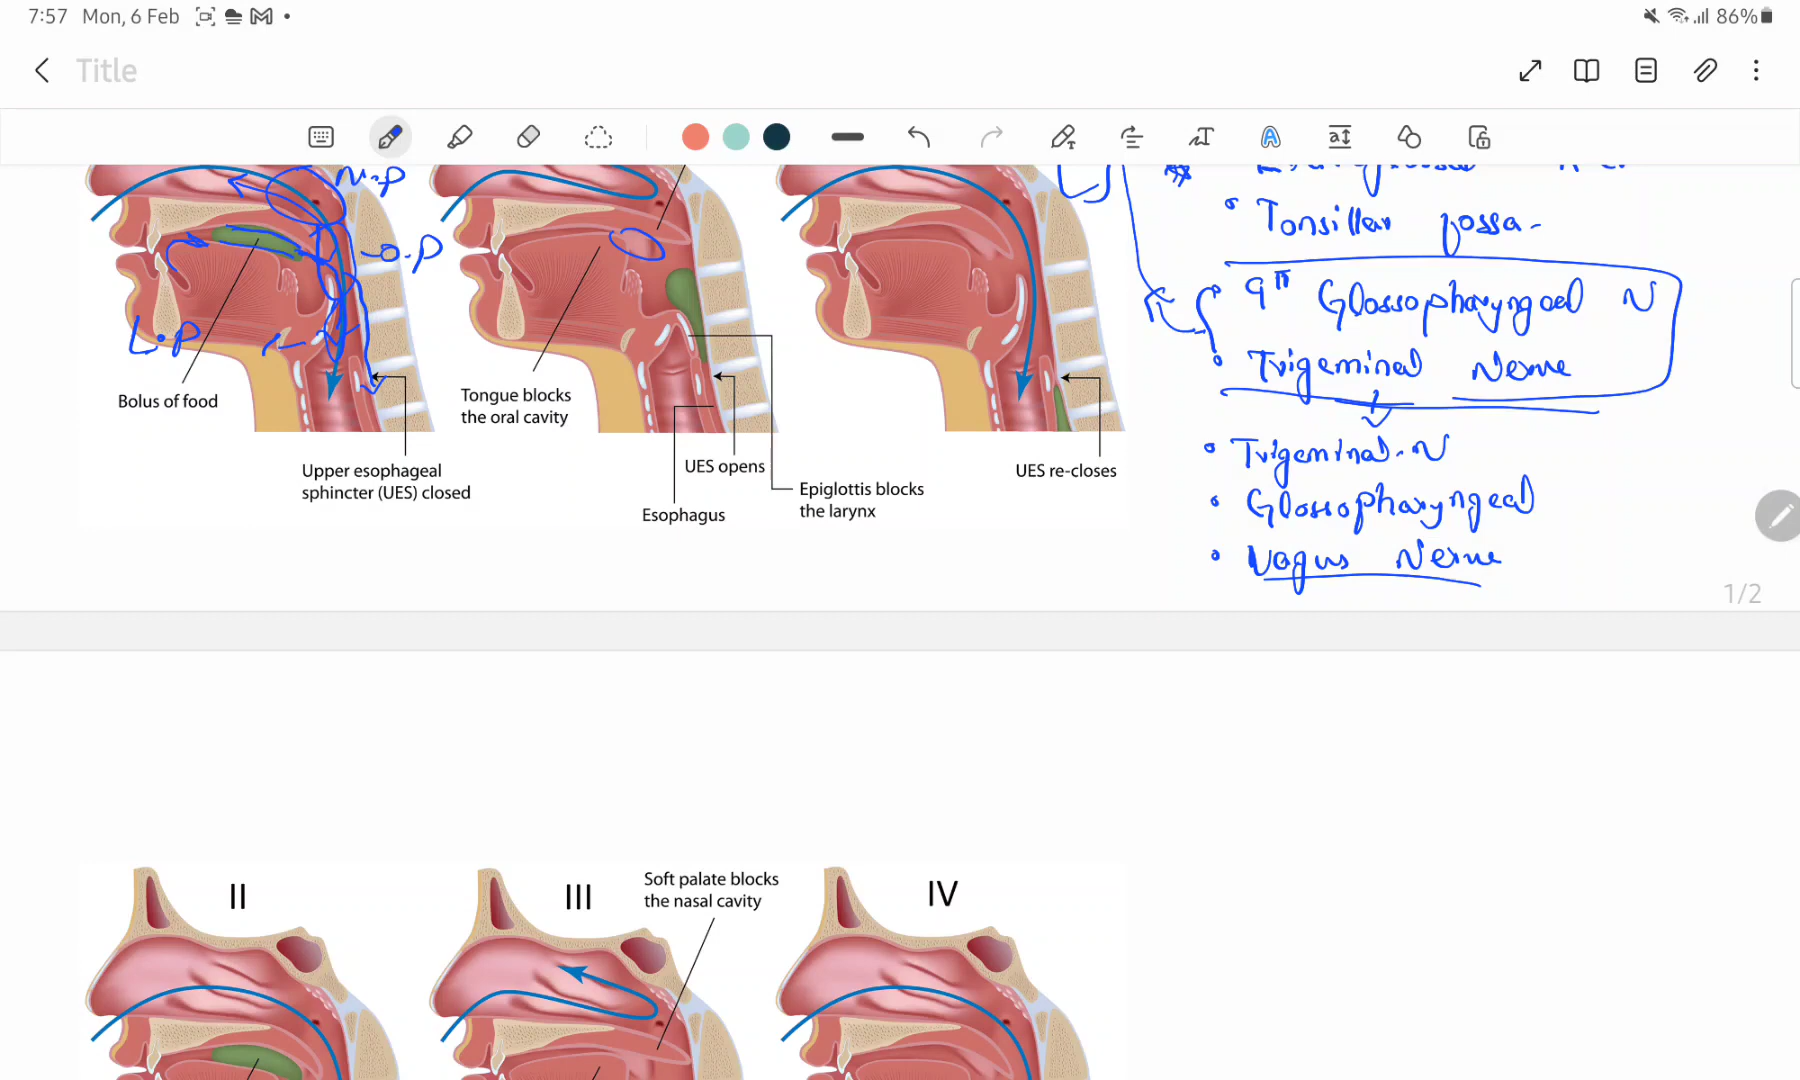 7:57 Mon, 6 Feb
86%
Title
N.P
O.P
L.P
Bolus of food
Upper esophageal
sphincter (UES) closed
Tongue blocks
the oral cavity
UES opens
Esophagus
Epiglottis blocks
the larynx
UES re-closes
Tonsillar fossa
9th Glossopharyngeal N
Trigeminal Nerve
Trigeminal. N
Glossopharyngeal
Vagus Nerve
1/2
II
III
Soft palate blocks
the nasal cavity
IV